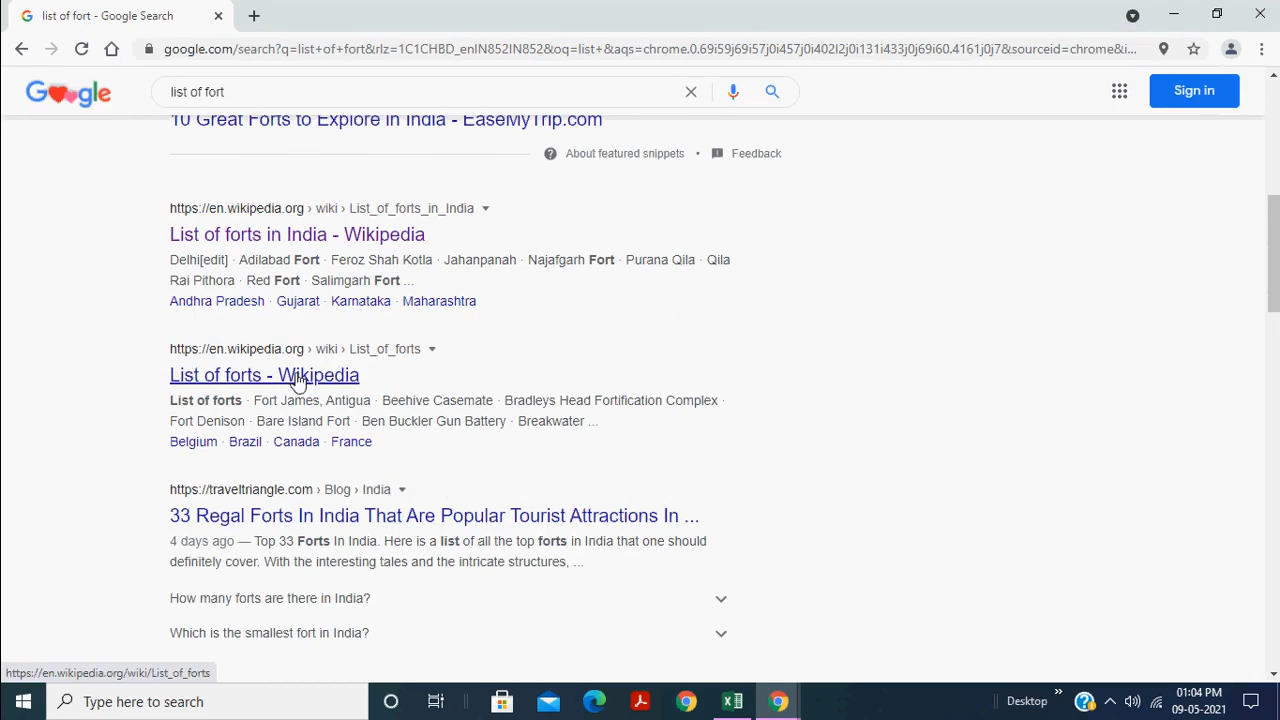 list of fort - Google Search
google.com/search?q=list+of+fort&rlz=1C1CHBD_enIN852IN852&oq=list+&aqs=chrome.0.69i59j69i57j0i457j0i402l2j0i131i433j0j69i60.4161j0j7&sourceid=chrome&i...
Google
list of fort
Sign in
10 Great Forts to Explore in India - EaseMyTrip.com
About featured snippets • Feedback
https://en.wikipedia.org › wiki › List_of_forts_in_India
List of forts in India - Wikipedia
Delhi[edit] · Adilabad Fort · Feroz Shah Kotla · Jahanpanah · Najafgarh Fort · Purana Qila · Qila
Rai Pithora · Red Fort · Salimgarh Fort ...
Andhra Pradesh · Gujarat · Karnataka · Maharashtra
https://en.wikipedia.org › wiki › List_of_forts
List of forts - Wikipedia
List of forts · Fort James, Antigua · Beehive Casemate · Bradleys Head Fortification Complex ·
Fort Denison · Bare Island Fort · Ben Buckler Gun Battery · Breakwater ...
Belgium · Brazil · Canada · France
https://traveltriangle.com › Blog › India
33 Regal Forts In India That Are Popular Tourist Attractions In ...
4 days ago — Top 33 Forts In India. Here is a list of all the top forts in India that one should
definitely cover. With the interesting tales and the intricate structures, ...
How many forts are there in India?
Which is the smallest fort in India?
https://en.wikipedia.org/wiki/List_of_forts
Type here to search
Desktop
01:04 PM
09-05-2021